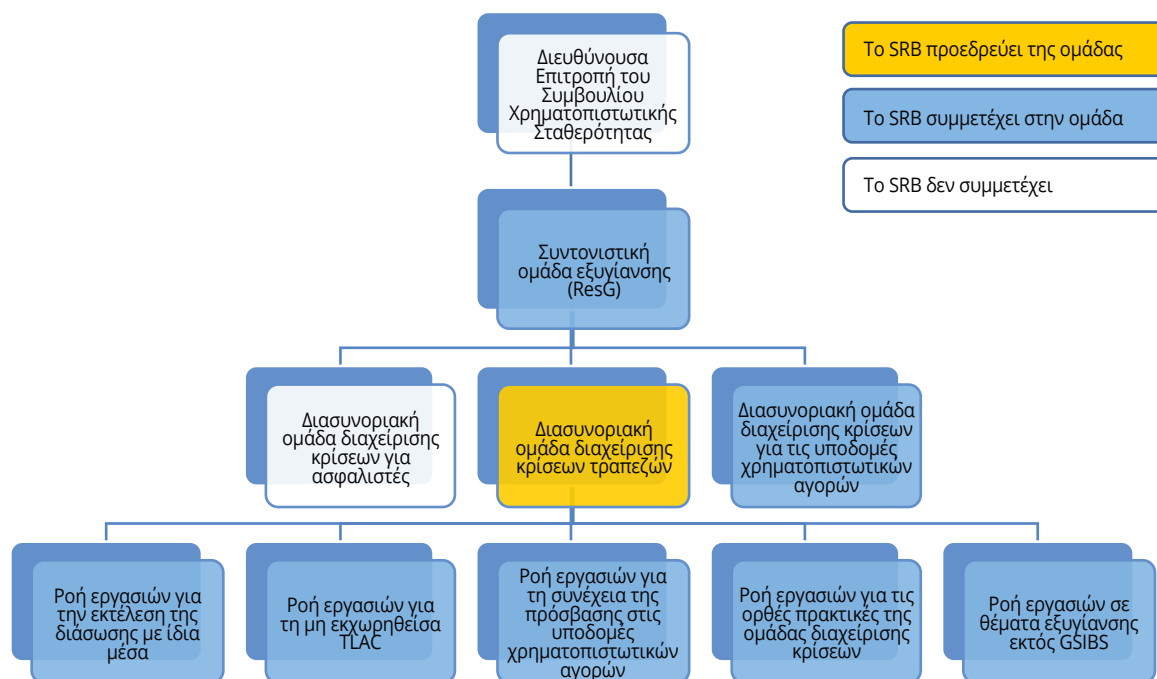 Διευθύνουσα
Επιτροπή του
Συμβουλίου
Χρηματοπιστωτικής
Σταθερότητας
Το SRB προεδρεύει της ομάδας
Το SRB συμμετέχει στην ομάδα
Το SRB δεν συμμετέχει
Συντονιστική
ομάδα εξυγίανσης
(ResG)
Διασυνοριακή
ομάδα διαχείρισης
κρίσεων για
ασφαλιστές
Διασυνοριακή
ομάδα διαχείρισης
κρίσεων τραπεζών
Διασυνοριακή ομάδα
διαχείρισης κρίσεων
για τις υποδομές
χρηματοπιστωτικών
αγορών
Ροή εργασιών για
την εκτέλεση της
διάσωσης με ίδια
μέσα
Ροή εργασιών για
τη μη εκχωρηθείσα
TLAC
Ροή εργασιών για
τη συνέχεια της
πρόσβασης στις
υποδομές
χρηματοπιστωτικών
αγορών
Ροή εργασιών για τις
ορθές πρακτικές της
ομάδας διαχείρισης
κρίσεων
Ροή εργασιών σε
θέματα εξυγίανσης
εκτός GSIBS